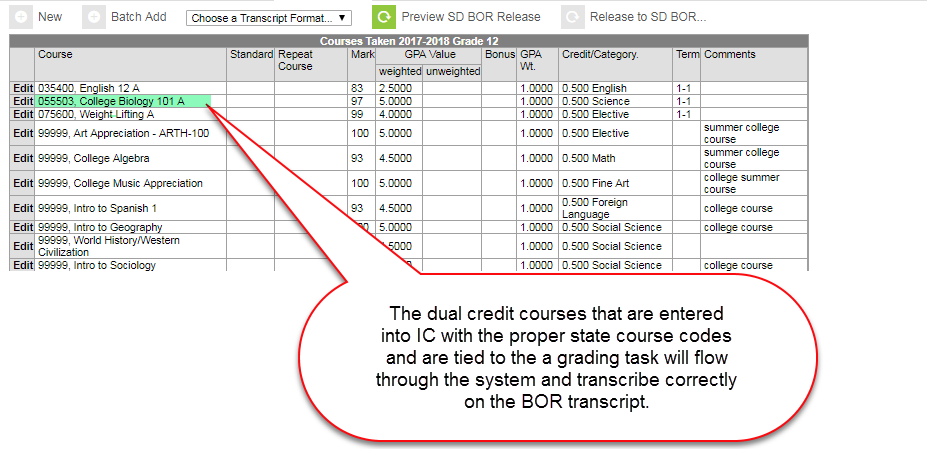 New Batch Add Choose a Transcript Format... Preview SD BOR Release Release to SD BOR...
Courses Taken 2017-2018 Grade 12
Course Standard Repeat Course Mark GPA Value Bonus GPA Wt. Credit/Category. Term Comments
weighted unweighted
Edit 035400, English 12 A 83 2.5000 1.0000 0.500 English 1-1
Edit 055503, College Biology 101 A 97 5.0000 1.0000 0.500 Science 1-1
Edit 075600, Weight Lifting A 99 4.0000 1.0000 0.500 Elective 1-1
Edit 99999, Art Appreciation - ARTH-100 100 5.0000 1.0000 0.500 Elective summer college
course
Edit 99999, College Algebra 93 4.5000 1.0000 0.500 Math summer college
course
Edit 99999, College Music Appreciation 100 5.0000 1.0000 0.500 Fine Art college summer
course
Edit 99999, Intro to Spanish 1 93 4.5000 1.0000 0.500 Foreign
Language college course
Edit 99999, Intro to Geography 5.0000 1.0000 0.500 Social Science college course
Edit 99999, World History/Western
Civilization 1.0000 0.500 Social Science
Edit 99999, Intro to Sociology 1.0000 0.500 Social Science college course
The dual credit courses that are entered
into IC with the proper state course codes
and are tied to the a grading task will flow
through the system and transcribe correctly
on the BOR transcript.